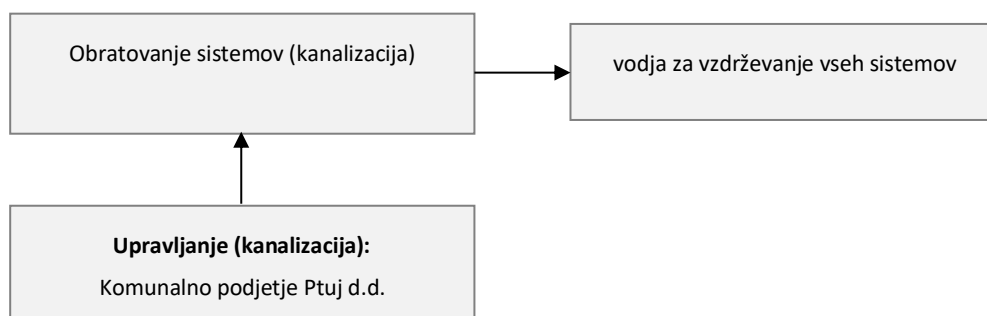 Obratovanje sistemov (kanalizacija)
vodja za vzdrževanje vseh sistemov
Upravljanje (kanalizacija):
Komunalno podjetje Ptuj d.d.